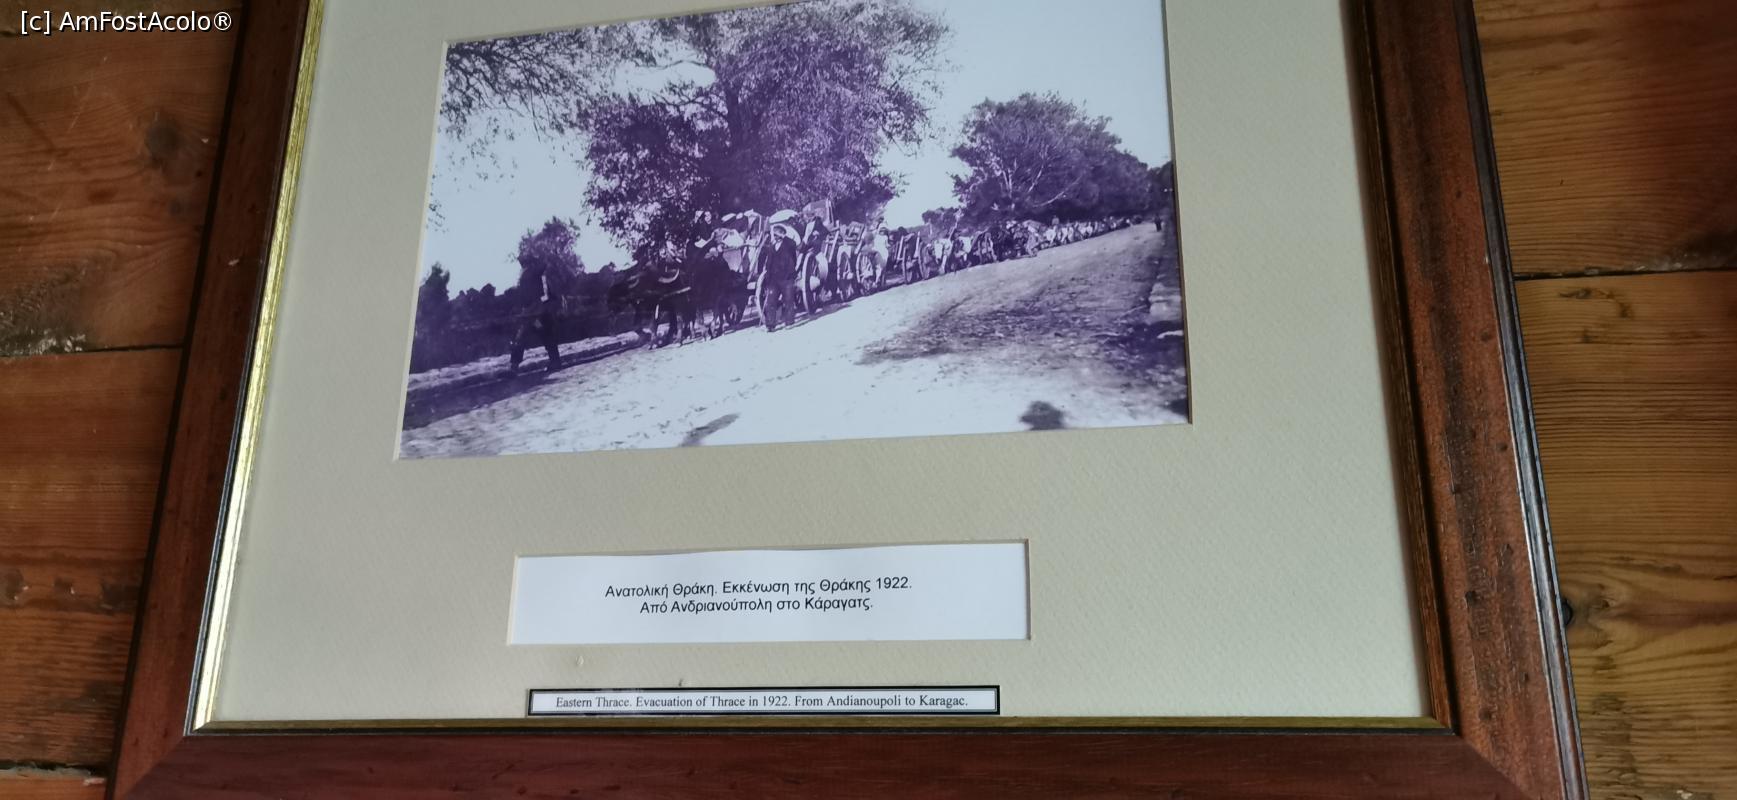 [c] AmFostAcolo®
Ανατολική Θράκη. Εκκένωση της Θράκης 1922.
Από Ανδριανούπολη στο Κάραγατς.
Eastern Thrace. Evacuation of Thrace in 1922. From Andianoupoli to Karagac.